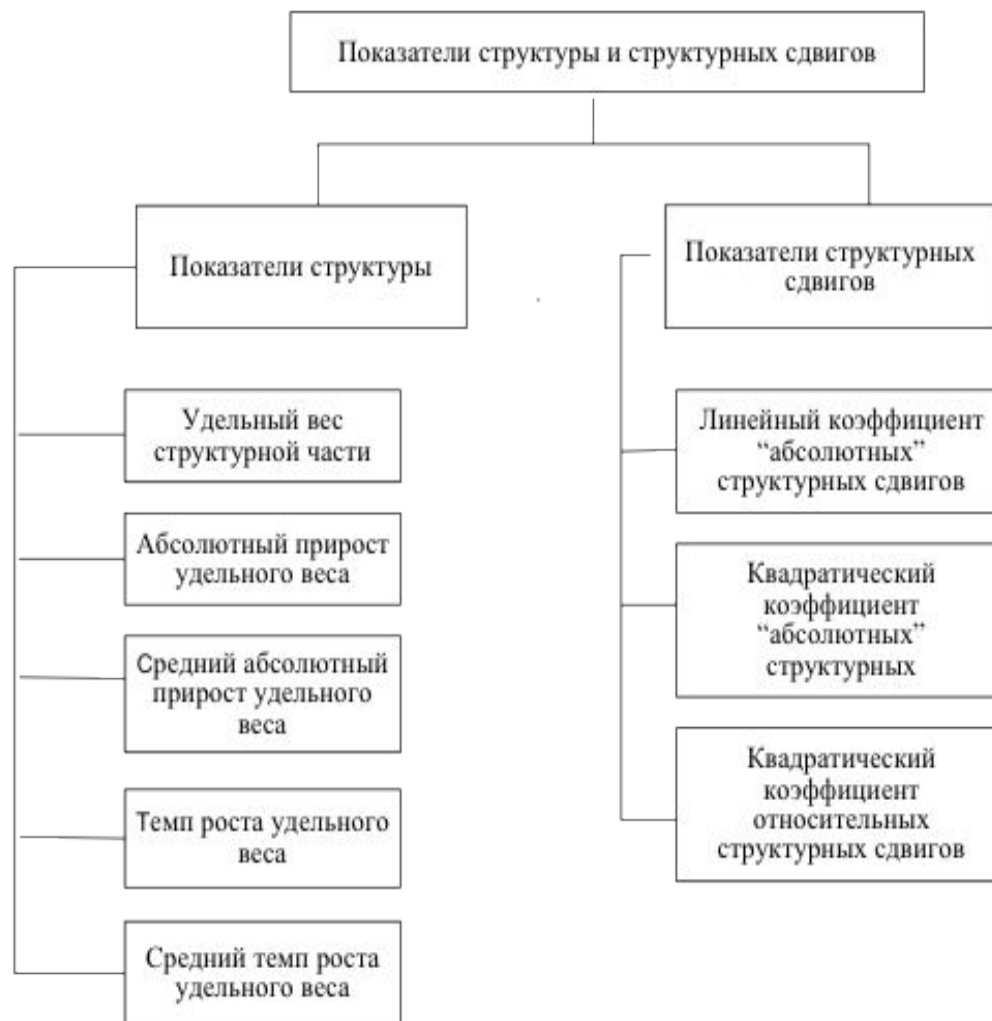 Показатели структуры и структурных сдвигов
Показатели структуры
Удельный вес
структурной части
Абсолютный прирост
удельного веса
Средний абсолютный
прирост удельного
веса
Темп роста удельного
веса
Средний темп роста
удельного веса
Показатели структурных
сдвигов
Линейный коэффициент
“абсолютных”
структурных сдвигов
Квадратический
коэффициент
“абсолютных”
структурных
Квадратический
коэффициент
относительных
структурных сдвигов